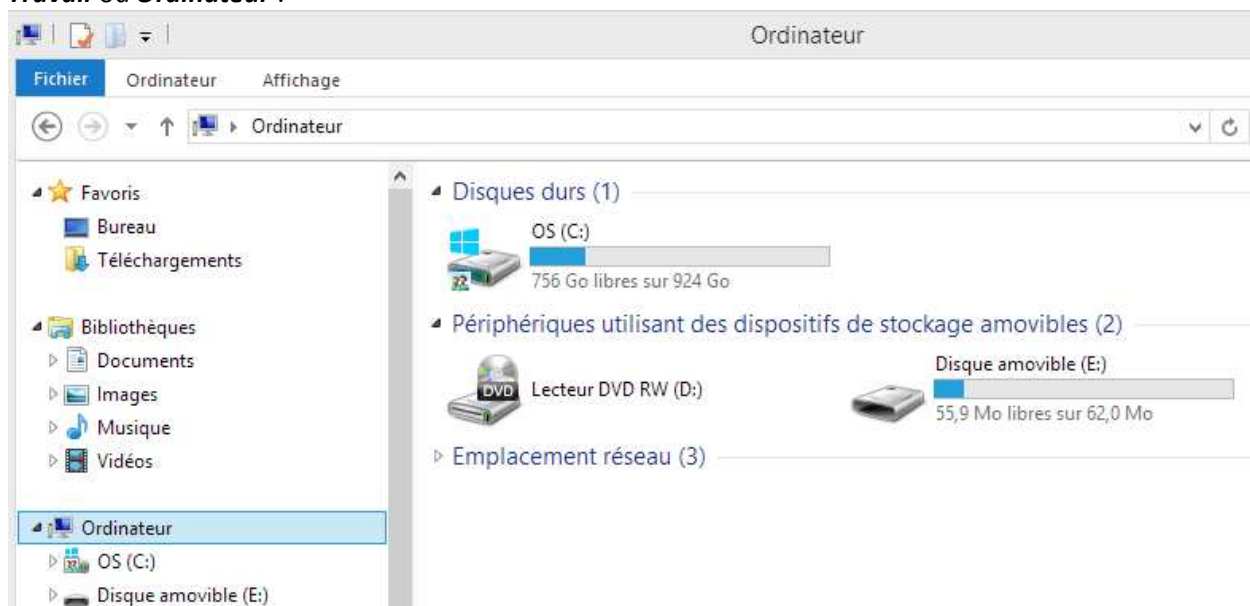 Travail ou Ordinateur :
Ordinateur
Fichier Ordinateur Affichage
Ordinateur
Favoris
Bureau
Téléchargements
Bibliothèques
Documents
Images
Musique
Vidéos
Ordinateur
OS (C:)
Disque amovible (E:)
Disques durs (1)
OS (C:)
756 Go libres sur 924 Go
Périphériques utilisant des dispositifs de stockage amovibles (2)
DVD
Lecteur DVD RW (D:)
Disque amovible (E:)
55,9 Mo libres sur 62,0 Mo
Emplacement réseau (3)